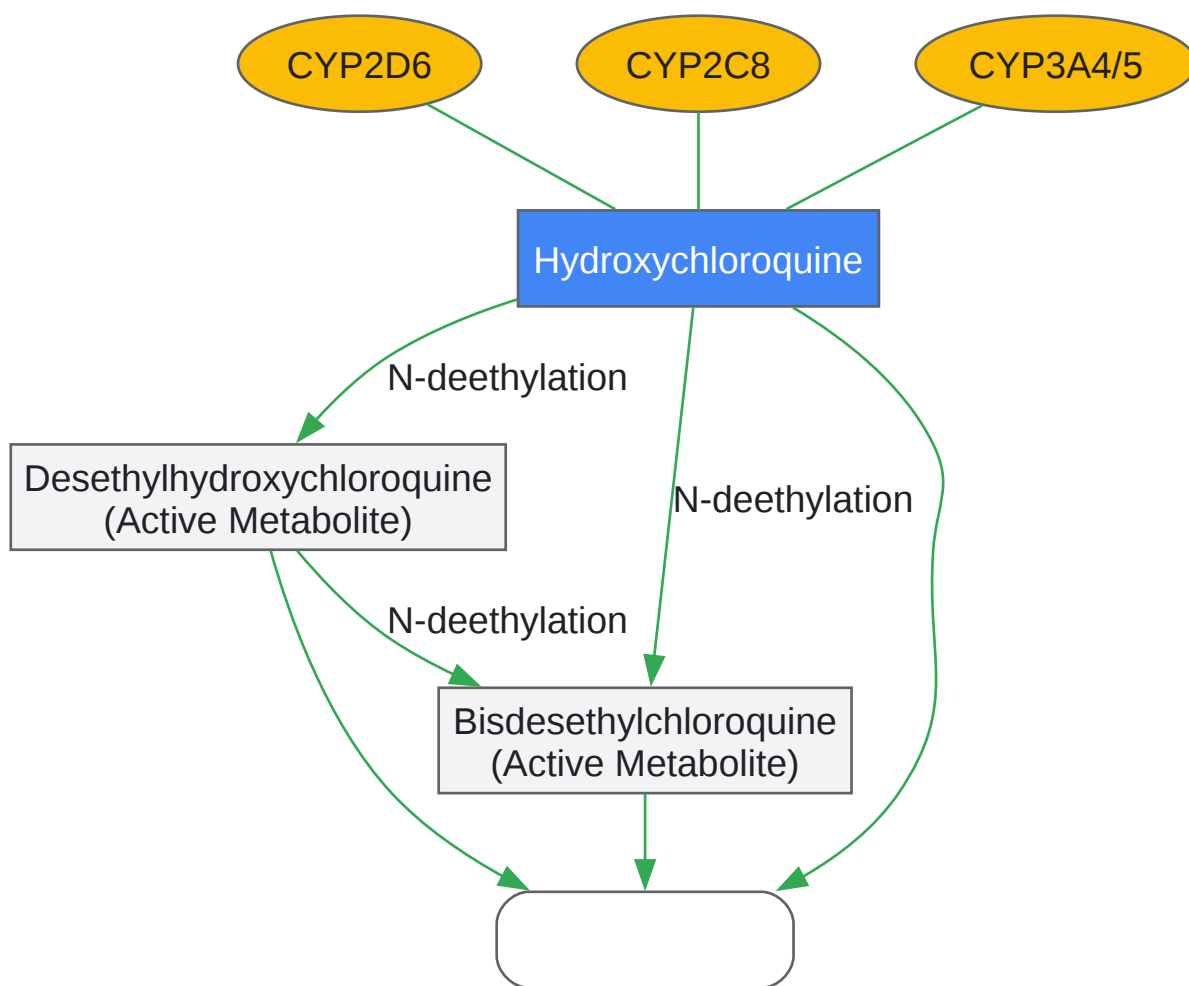 CYP2D6
CYP2C8
CYP3A4/5
Hydroxychloroquine
N-deethylation
Desethylhydroxychloroquine
(Active Metabolite)
N-deethylation
N-deethylation
Bisdesethylchloroquine
(Active Metabolite)